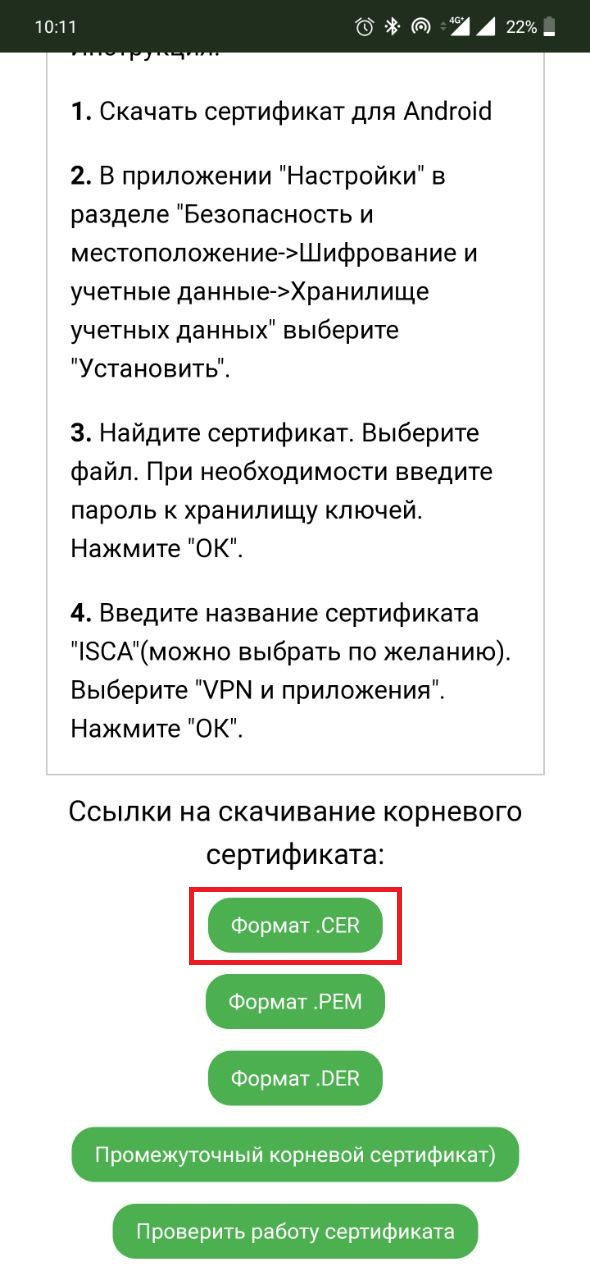 10:11
4G+
22%
Инструкция:
1. Скачать сертификат для Android
2. В приложении "Настройки" в
разделе "Безопасность и
местоположение->Шифрование и
учетные данные->Хранилище
учетных данных" выберите
"Установить".
3. Найдите сертификат. Выберите
файл. При необходимости введите
пароль к хранилищу ключей.
Нажмите "ОК".
4. Введите название сертификата
"ISCA"(можно выбрать по желанию).
Выберите "VPN и приложения".
Нажмите "ОК".
Ссылки на скачивание корневого
сертификата:
Формат .CER
Формат .PEM
Формат .DER
Промежуточный корневой сертификат)
Проверить работу сертификата